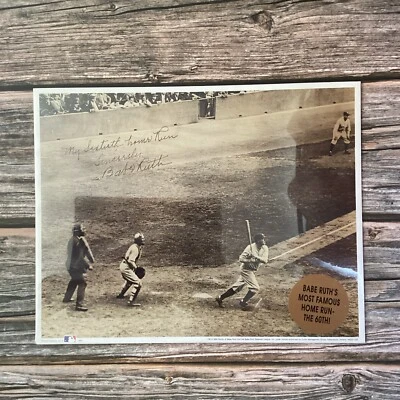 My Sixtieth home Run
Sincerely
Babe Ruth
BABE RUTH'S
MOST FAMOUS
HOME RUN-
THE 60TH!